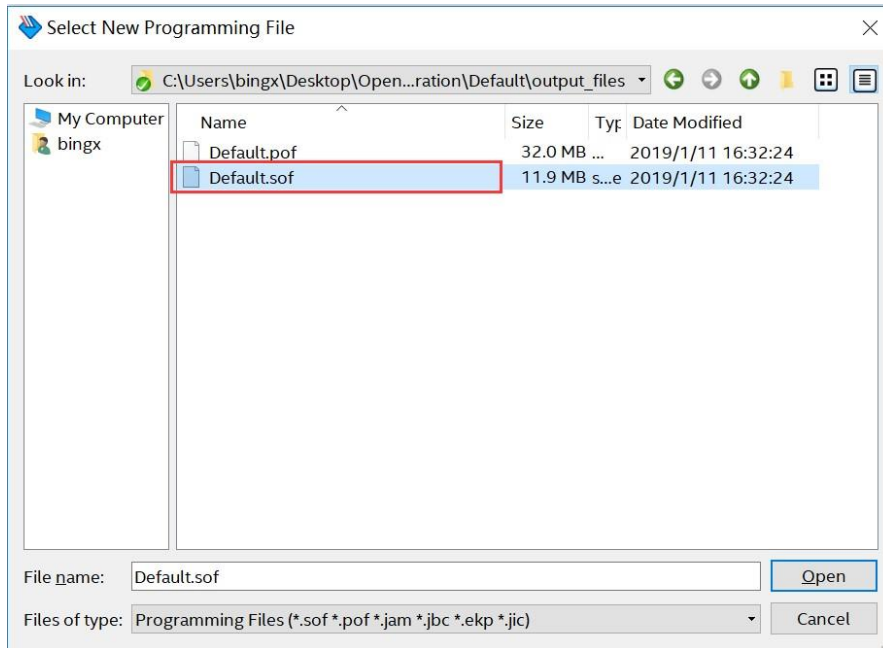 Select New Programming File
Look in: C:\Users\bingx\Desktop\Open...ration\Default\output_files
My Computer
bingx
Name Size Typ Date Modified
Default.pof 32.0 MB ... 2019/1/11 16:32:24
Default.sof 11.9 MB s...e 2019/1/11 16:32:24
File name: Default.sof Open
Files of type: Programming Files (*.sof *.pof *.jam *.jbc *.ekp *.jic) Cancel